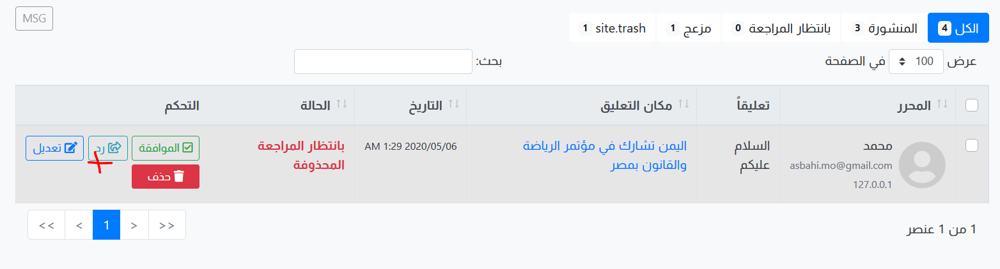 MSG
الكل 4
المنشورة 3
بانتظار المراجعة 0
مزعج 1
site.trash 1
عرض 100 في الصفحة
بحث:
المحرر
تعليقاً
مكان التعليق
التاريخ
الحالة
التحكم
محمد
asbahi.mo@gmail.com
127.0.0.1
السلام
عليكم
اليمن تشارك في مؤتمر الرياضة
والقانون بمصر
2020/05/06 1:29 AM
بانتظار المراجعة
المحذوفة
الموافقة
رد
تعديل
حذف
1 من 1 عنصر
<< < 1 > >>